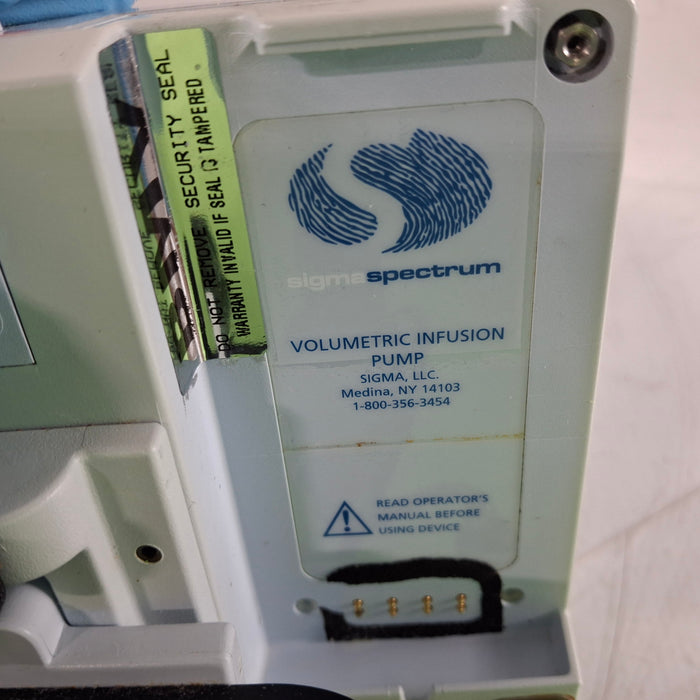 DO NOT REMOVE SECURITY SEAL
WARRANTY INVALID IF SEAL IS TAMPERED.
sigmaspectrum
VOLUMETRIC INFUSION
PUMP
SIGMA, LLC.
Medina, NY 14103
1-800-356-3454
READ OPERATOR'S
MANUAL BEFORE
USING DEVICE